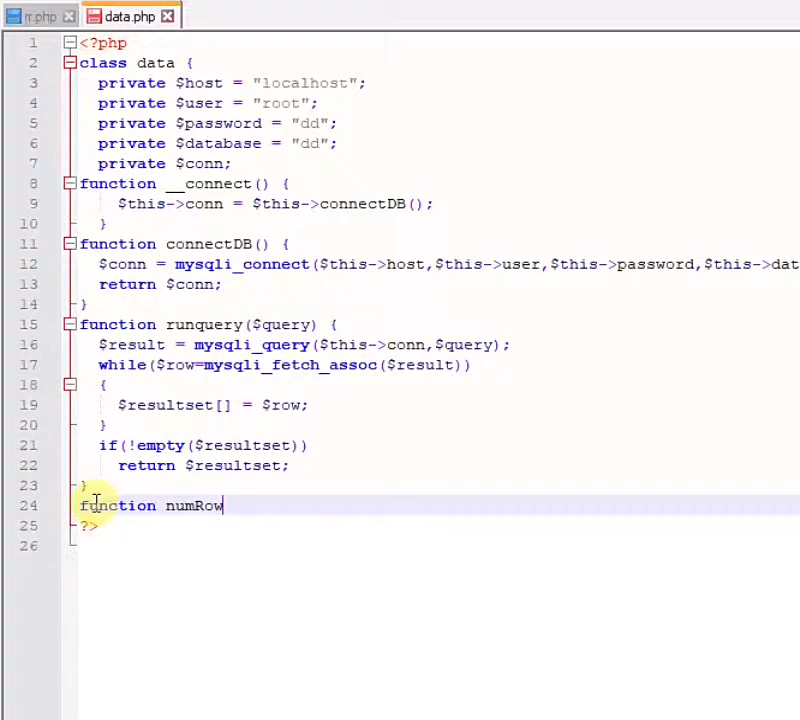 rr.php
data.php
1 <?php
2 class data {
3 private $host = "localhost";
4 private $user = "root";
5 private $password = "dd";
6 private $database = "dd";
7 private $conn;
8 function __connect() {
9 $this->conn = $this->connectDB();
10 }
11 function connectDB() {
12 $conn = mysqli_connect($this->host,$this->user,$this->password,$this->dat
13 return $conn;
14 }
15 function runquery($query) {
16 $result = mysqli_query($this->conn,$query);
17 while($row=mysqli_fetch_assoc($result))
18 {
19 $resultset[] = $row;
20 }
21 if(!empty($resultset))
22 return $resultset;
23 }
24 function numRow
25 ?>
26